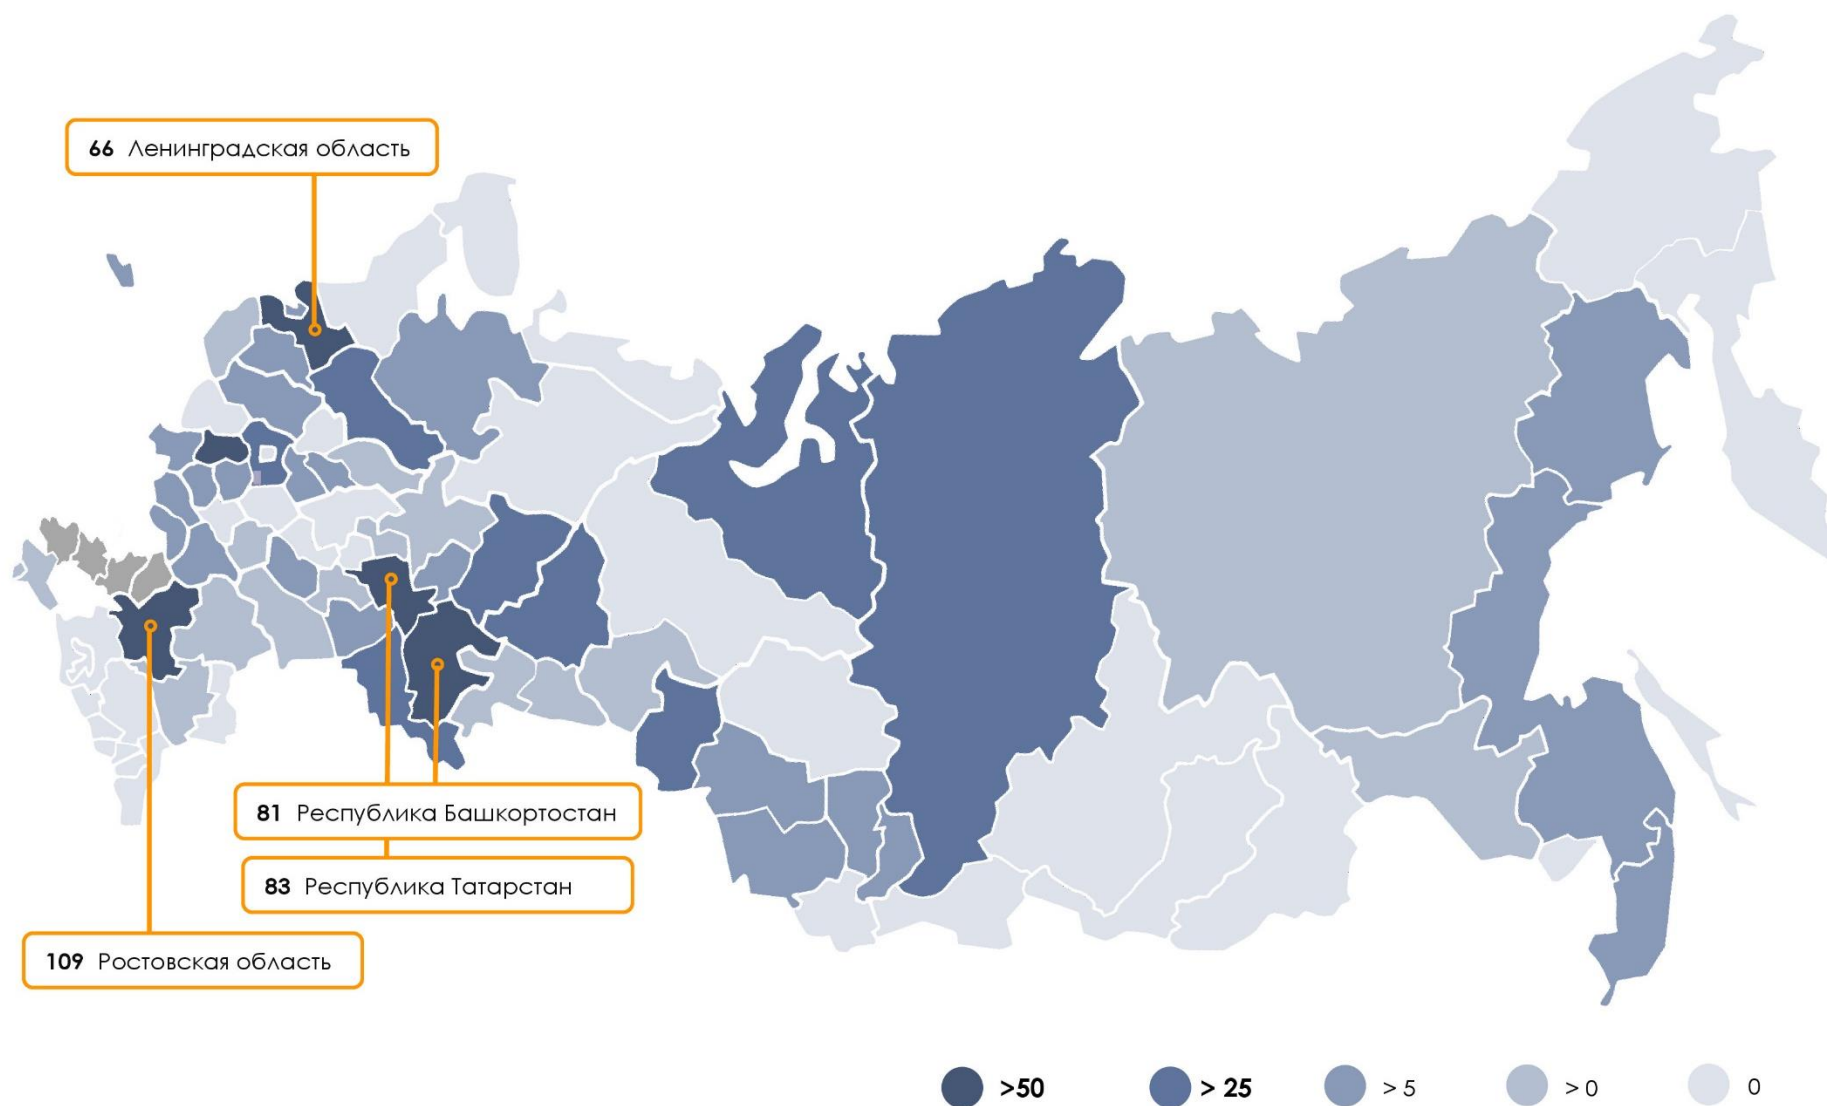 66 Ленинградская область
81 Республика Башкортостан
83 Республика Татарстан
109 Ростовская область
>50
> 25
> 5
> 0
0